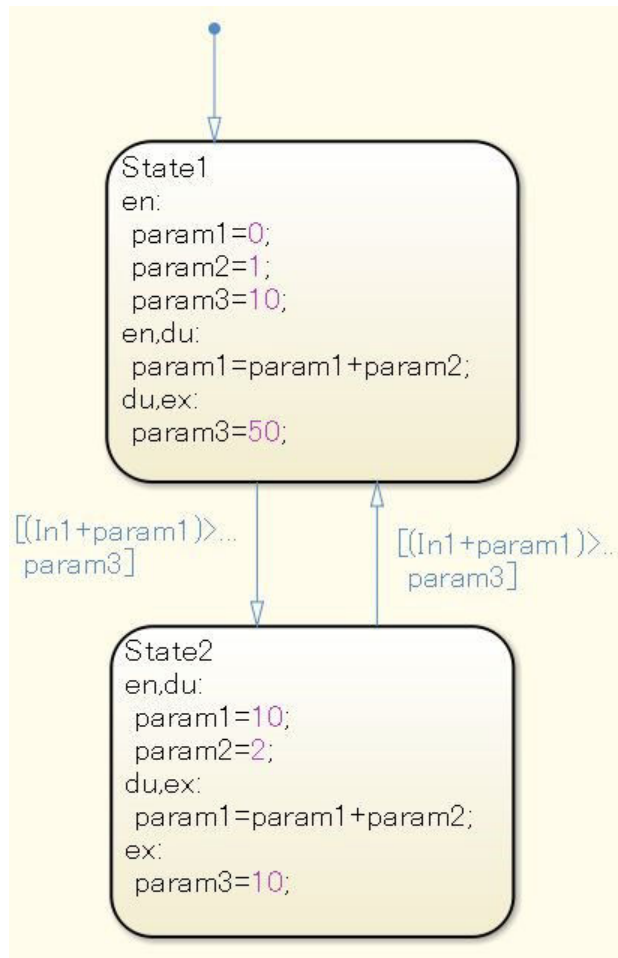 State1
en:
param1=0;
param2=1;
param3=10;
en,du:
param1=param1+param2;
du,ex:
param3=50;
[(In1+param1)>...
param3]
[(In1+param1)>..
param3]
State2
en,du:
param1=10;
param2=2;
du,ex:
param1=param1+param2;
ex:
param3=10;